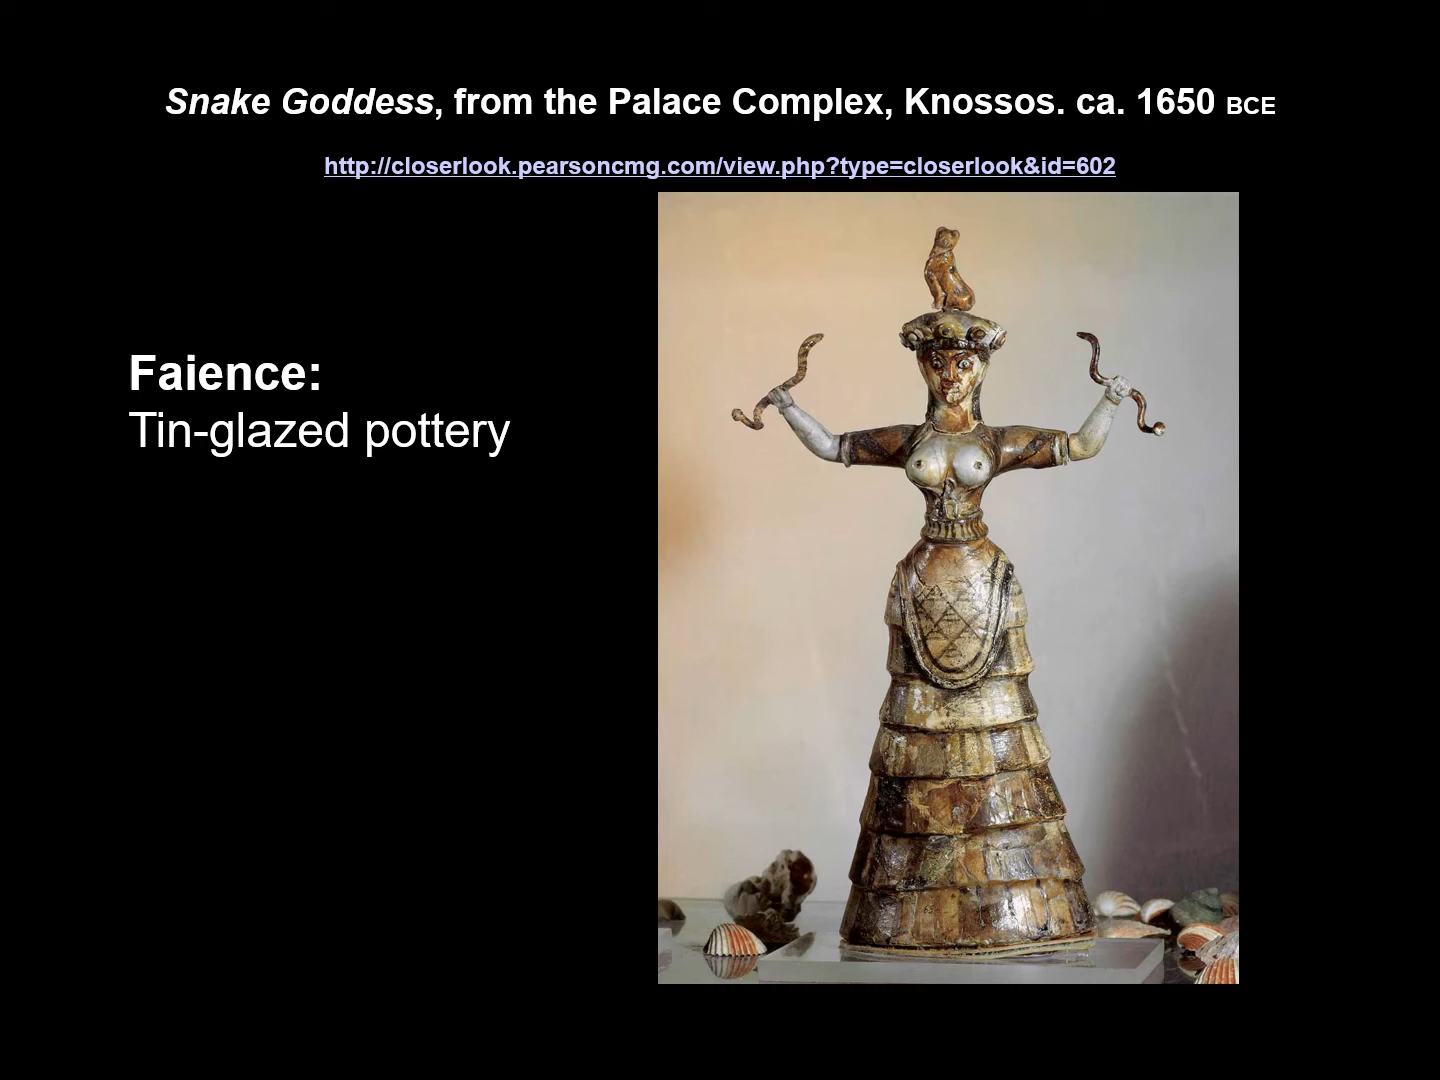 Snake Goddess, from the Palace Complex, Knossos. ca. 1650 BCE
http://closerlook.pearsoncmg.com/view.php?type=closerlook&id=602
Faience:
Tin-glazed pottery